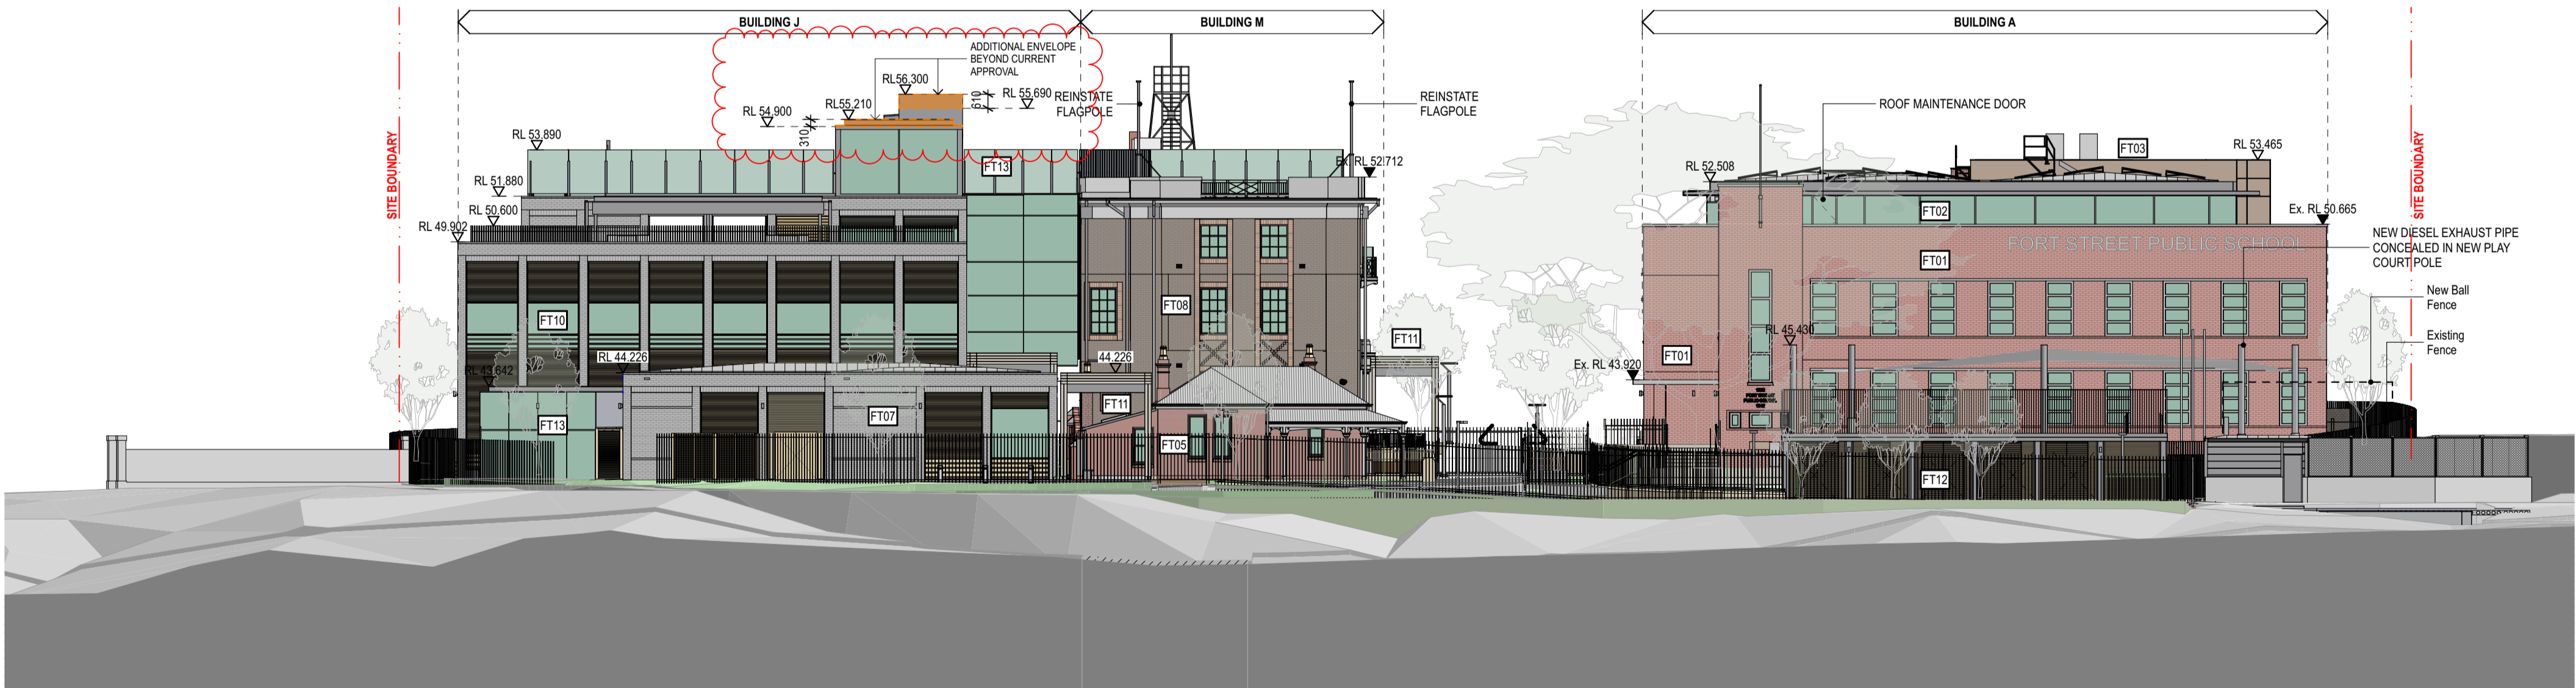 BUILDING J
BUILDING M
BUILDING A
ADDITIONAL ENVELOPE
BEYOND CURRENT
APPROVAL
RL56.300
610
RL 55.690
RL 54.900
RL55.210
310
REINSTATE
FLAGPOLE
REINSTATE
FLAGPOLE
ROOF MAINTENANCE DOOR
RL 53.890
RL 51.880
RL 50.600
RL 49.902
SITE BOUNDARY
FT13
Ex. RL 52.712
RL 52.508
FT03
RL 53.465
FT02
Ex. RL 50.665
SITE BOUNDARY
FORT STREET PUBLIC SCHOOL
FT01
NEW DIESEL EXHAUST PIPE
CONCEALED IN NEW PLAY
COURT POLE
New Ball
Fence
Existing
Fence
FT10
FT08
FT11
RL 45.430
FT01
Ex. RL 43.920
RL 44.226
44.226
RL 43.642
FT13
FT07
FT11
FT05
FT12